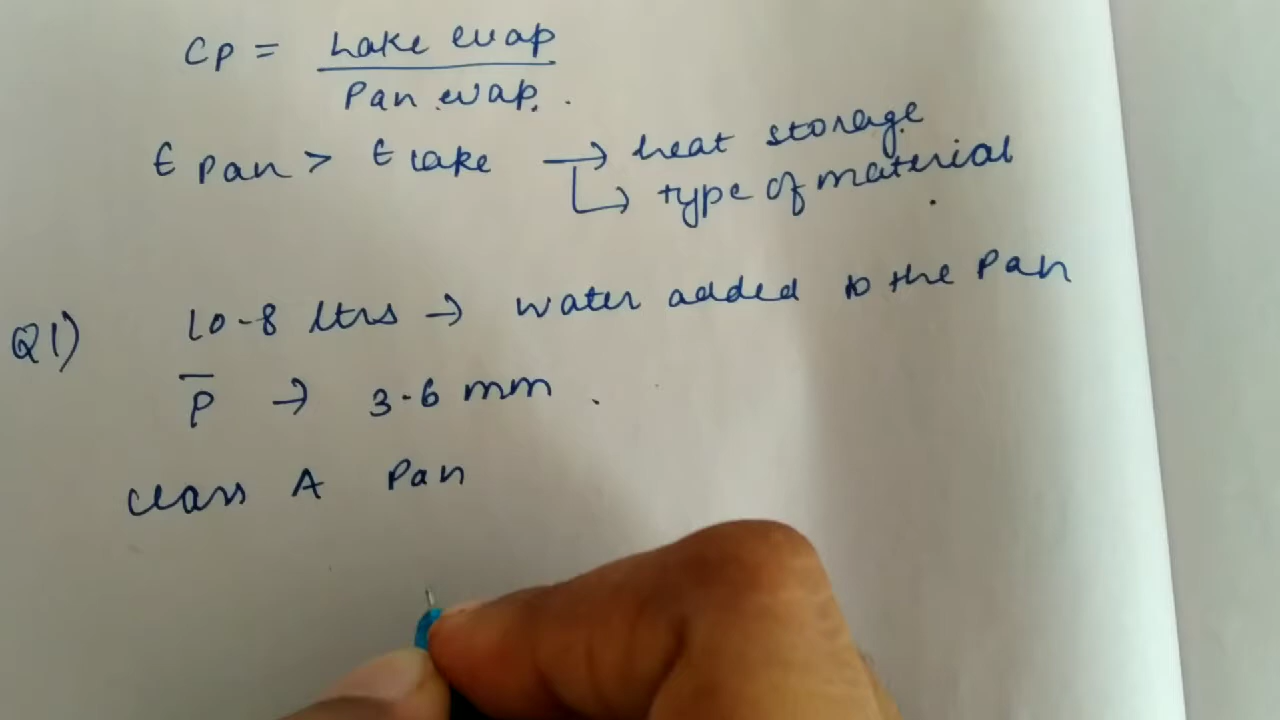 CP = Lake evap
Pan evap.
E Pan > E Lake → heat storage
→ type of material
Q1) 10-8 ltrs → water added to the Pan
P̅ → 3.6 mm.
Class A Pan